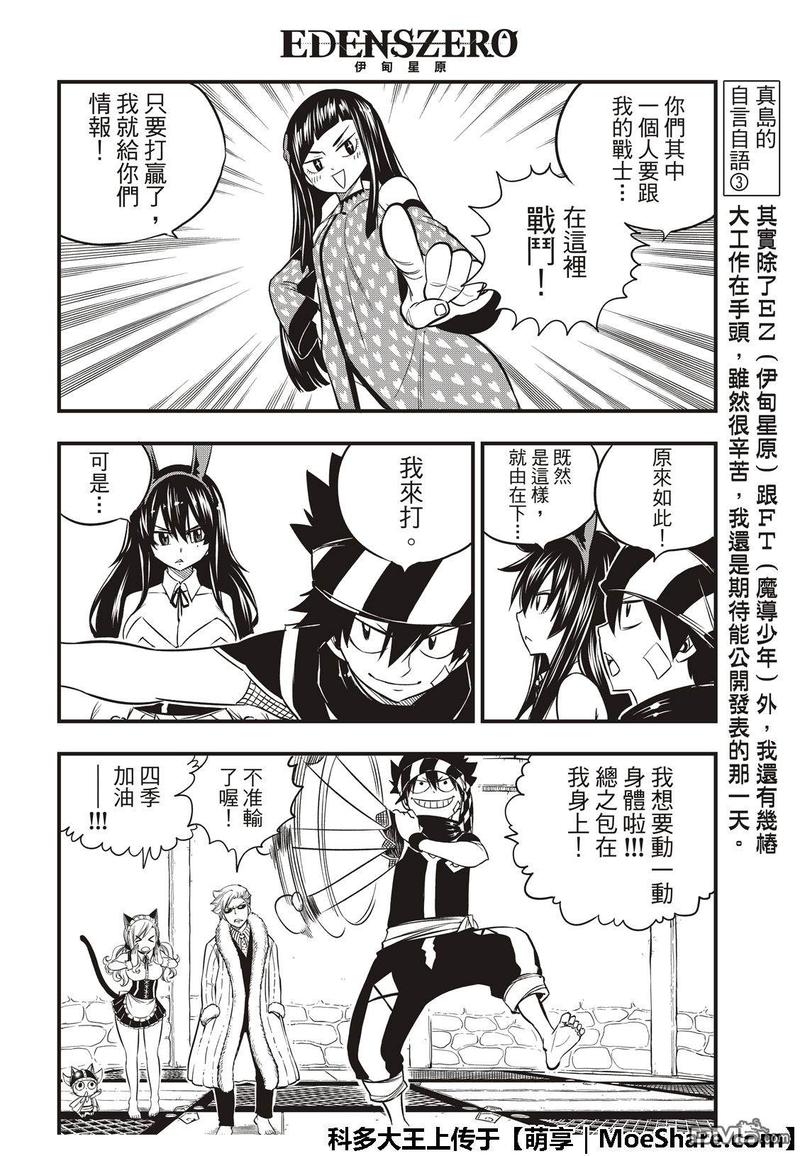 EDENSZERO
伊甸星原
真島的
自言自語③
其實除了EZ（伊甸星原）跟FT（魔導少年）外，我還有幾樁
大工作在手頭，雖然很辛苦，我還是期待能公開發表的那一天。
你們其中
一個人要跟
我的戰士…
在這裡
戰鬥！
只要打贏了，
我就給你們
情報！
原來如此！
既然
是這樣，
就由在下…
我來打。
可是…
我想要動一動
身體啦!!!
總之包在
我身上！
不准輸
了喔！
四季
加油
——!!!
科多大王上传于【萌享｜MoeShare.com】